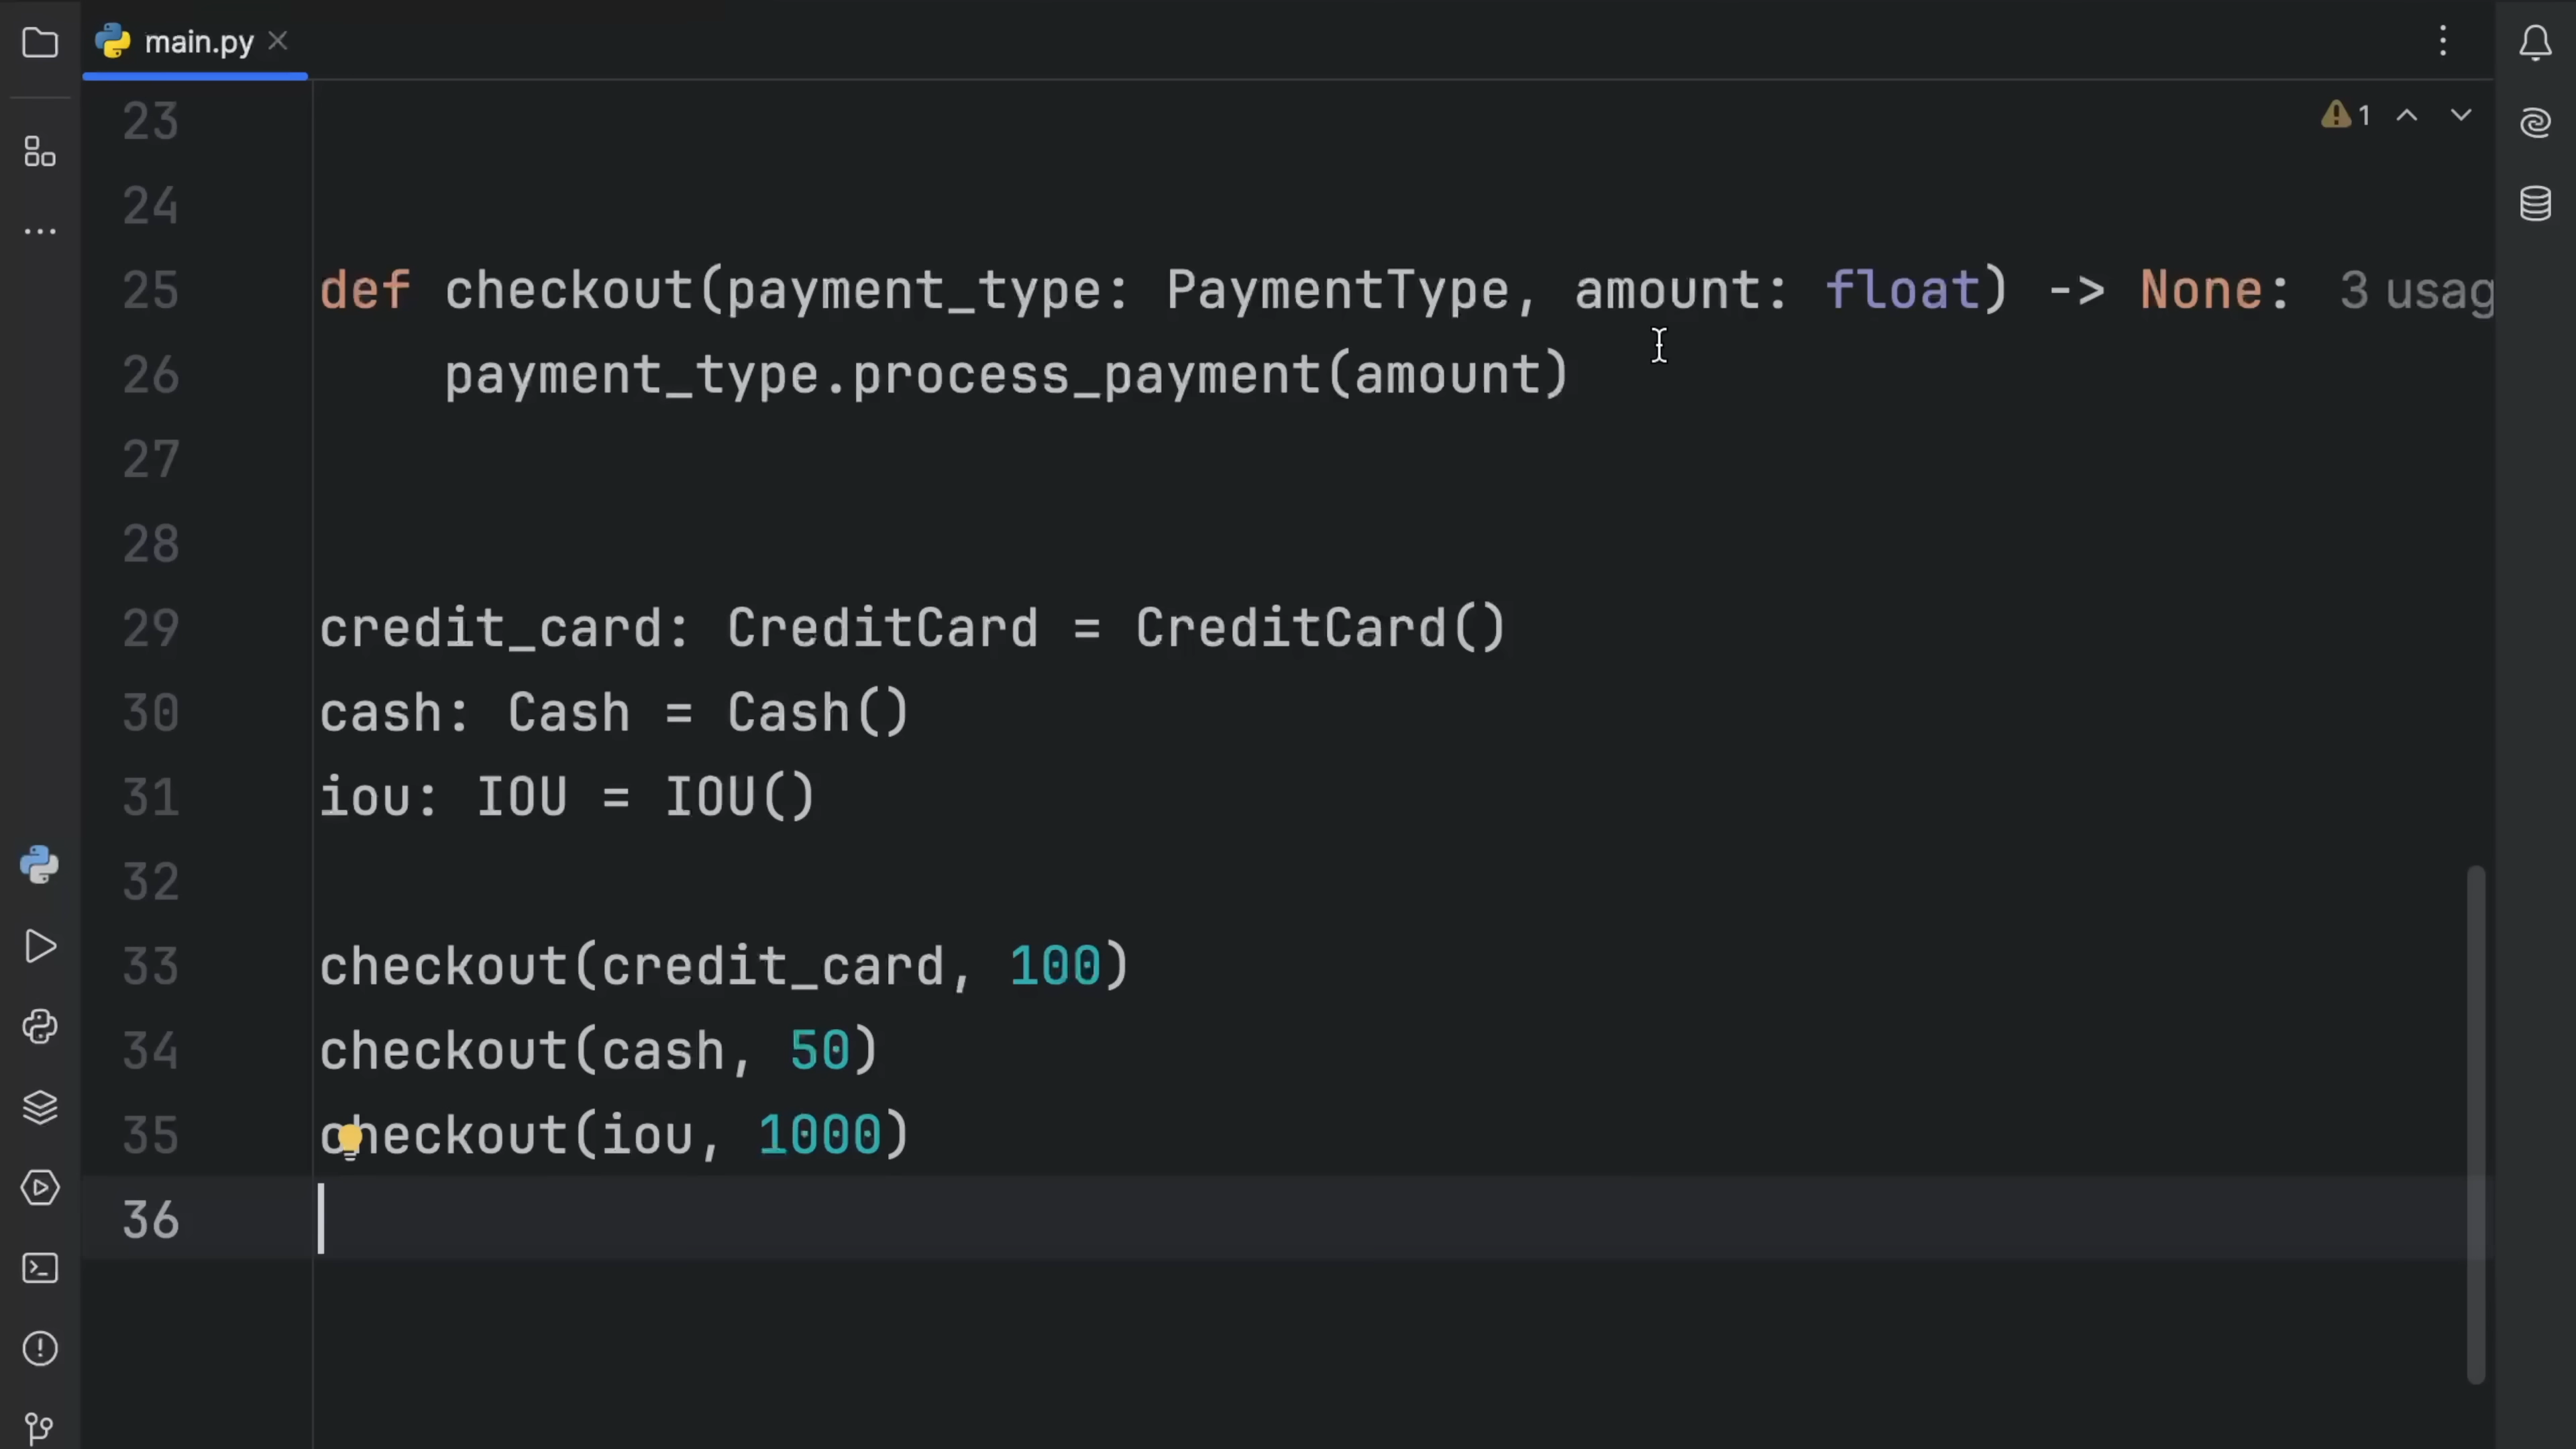 main.py
1
23
24
25 def checkout(payment_type: PaymentType, amount: float) -> None: 3 usag
26     payment_type.process_payment(amount)
27
28
29 credit_card: CreditCard = CreditCard()
30 cash: Cash = Cash()
31 iou: IOU = IOU()
32
33 checkout(credit_card, 100)
34 checkout(cash, 50)
35 checkout(iou, 1000)
36